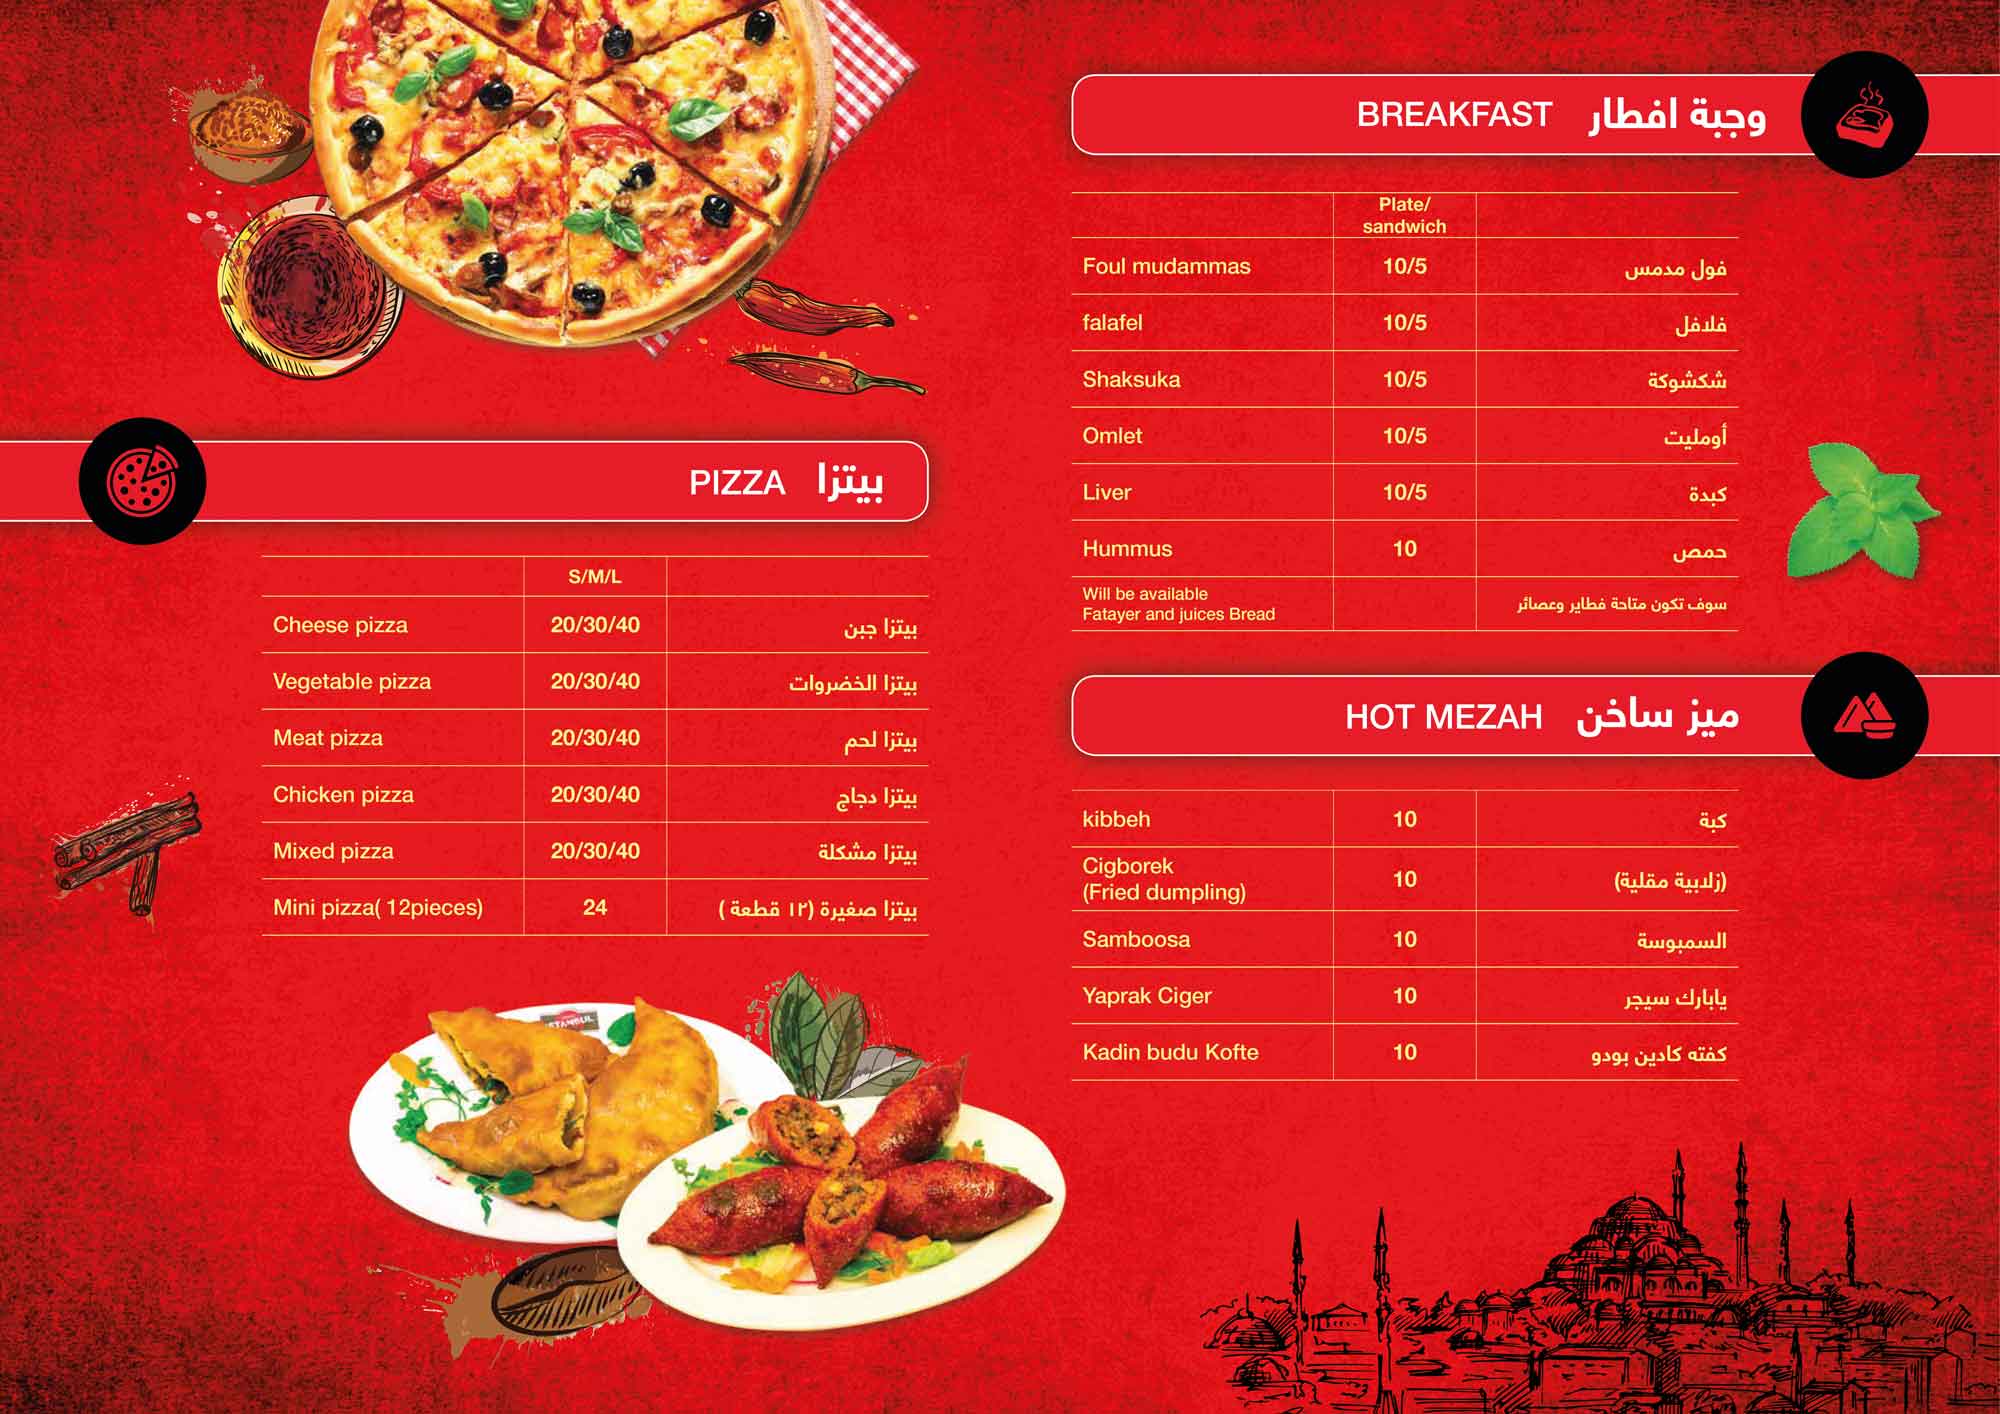 PIZZA بيتزا
S/M/L
Cheese pizza 20/30/40 بيتزا جبن
Vegetable pizza 20/30/40 بيتزا الخضروات
Meat pizza 20/30/40 بيتزا لحم
Chicken pizza 20/30/40 بيتزا دجاج
Mixed pizza 20/30/40 بيتزا مشكلة
Mini pizza( 12pieces) 24 بيتزا صغيرة (١٢ قطعة )
ISTANBUL
BREAKFAST وجبة افطار
Plate/
sandwich
Foul mudammas 10/5 فول مدمس
falafel 10/5 فلافل
Shaksuka 10/5 شكشوكة
Omlet 10/5 أومليت
Liver 10/5 كبدة
Hummus 10 حمص
Will be available
Fatayer and juices Bread
سوف تكون متاحة فطاير وعصائر
HOT MEZAH ميز ساخن
kibbeh 10 كبة
Cigborek
(Fried dumpling) 10 (زلابية مقلية)
Samboosa 10 السمبوسة
Yaprak Ciger 10 يابارك سيجر
Kadin budu Kofte 10 كفته كادين بودو